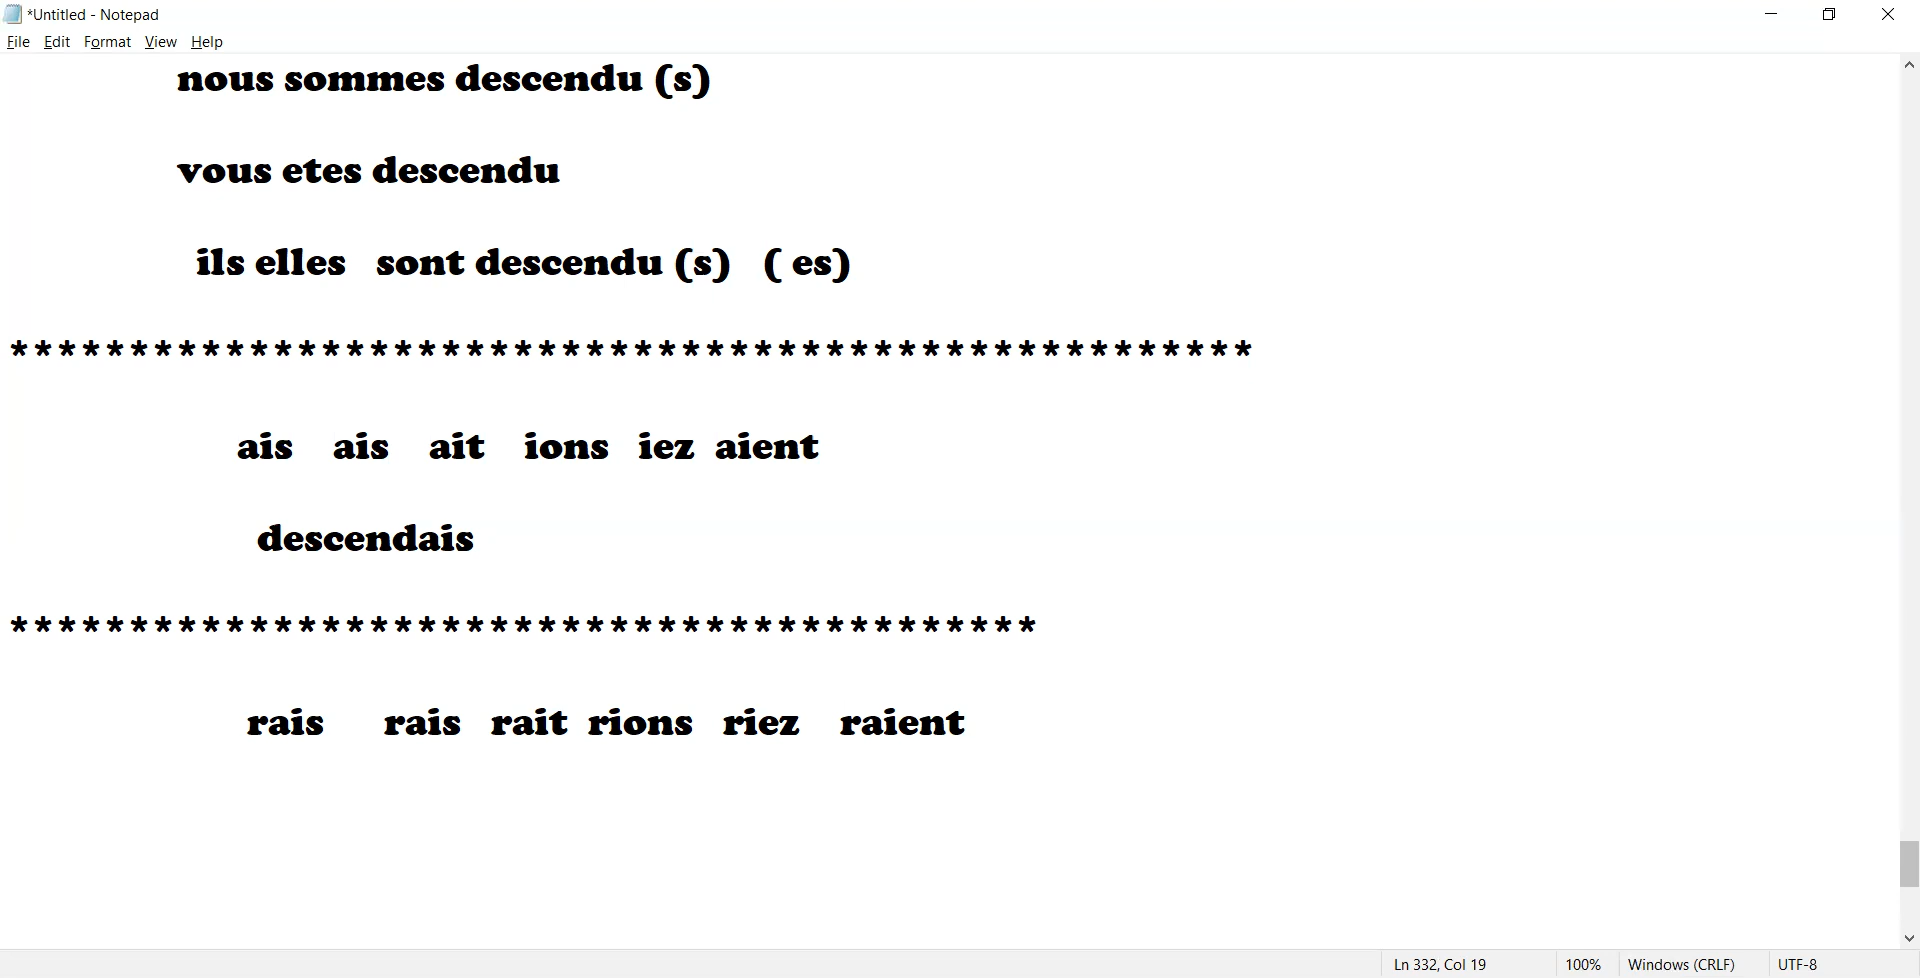 *Untitled - Notepad
File Edit Format View Help
nous sommes descendu (s)
vous etes descendu
ils elles sont descendu (s) ( es)
****************************************************
ais ais ait ions iez aient
descendais
*******************************************
rais rais rait rions riez raient
Ln 332, Col 19 100% Windows (CRLF) UTF-8